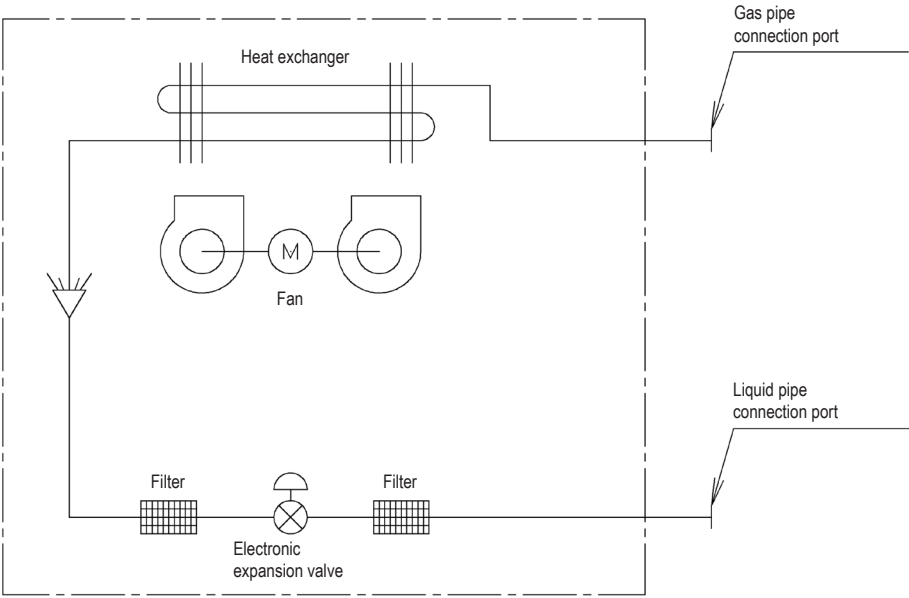 Gas pipe
connection port
Heat exchanger
M
Fan
Liquid pipe
connection port
Filter
Filter
Electronic
expansion valve